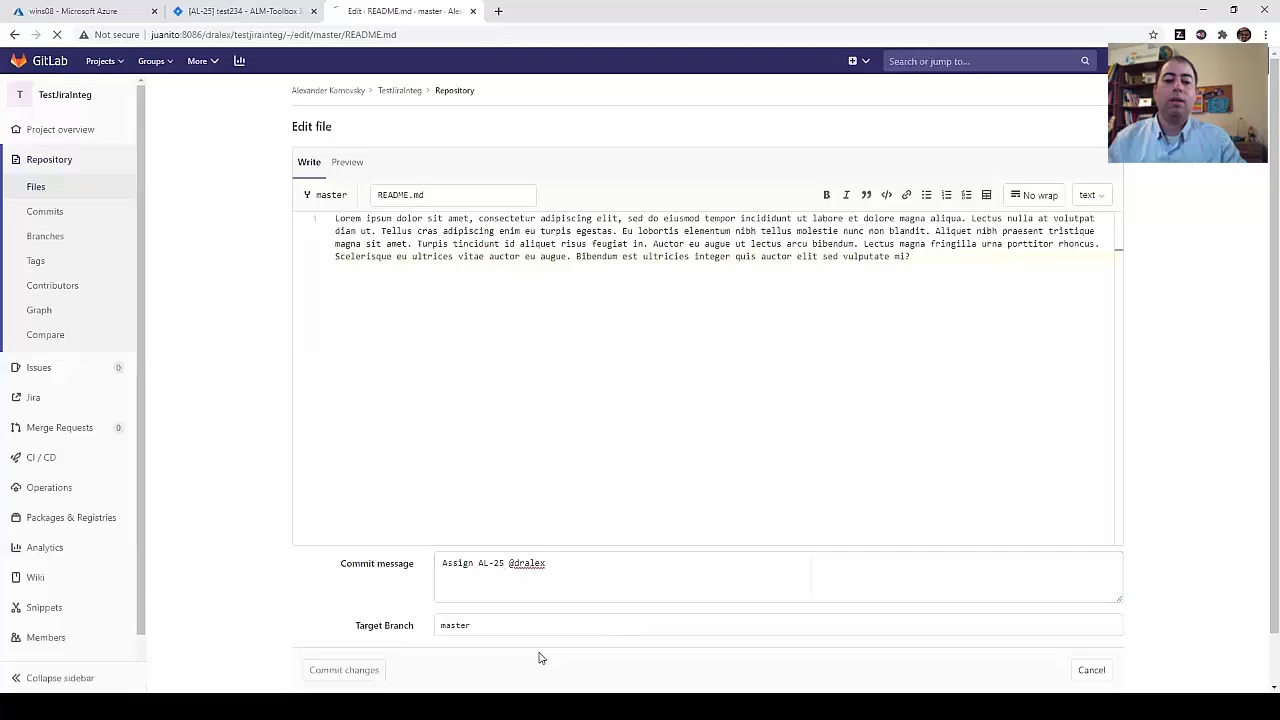 wins08 - Microsoft Azure
[AL-25] test234 - ALM-Toolbox J
Edit · README.md · master · Alex
Not secure
juanito:8086/dralex/testjirainteg/-/edit/master/README.md
GitLab
Projects
Groups
More
Search or jump to...
T
TestJiraInteg
Project overview
Repository
Files
Commits
Branches
Tags
Contributors
Graph
Compare
Issues
0
Jira
Merge Requests
0
CI / CD
Operations
Packages & Registries
Analytics
Wiki
Snippets
Members
Collapse sidebar
Alexander Karnovsky > TestJiraInteg > Repository
Edit file
Write
Preview
master
README.md
B
I
No wrap
text
1
Lorem ipsum dolor sit amet, consectetur adipiscing elit, sed do eiusmod tempor incididunt ut labore et dolore magna aliqua. Lectus nulla at volutpat
diam ut. Tellus cras adipiscing enim eu turpis egestas. Eu lobortis elementum nibh tellus molestie nunc non blandit. Aliquet nibh praesent tristique
magna sit amet. Turpis tincidunt id aliquet risus feugiat in. Auctor eu augue ut lectus arcu bibendum. Lectus magna fringilla urna porttitor rhoncus.
Scelerisque eu ultrices vitae auctor eu augue. Bibendum est ultricies integer quis auctor elit sed vulputate mi?
Commit message
Assign AL-25 @dralex
Target Branch
master
Commit changes
Cancel